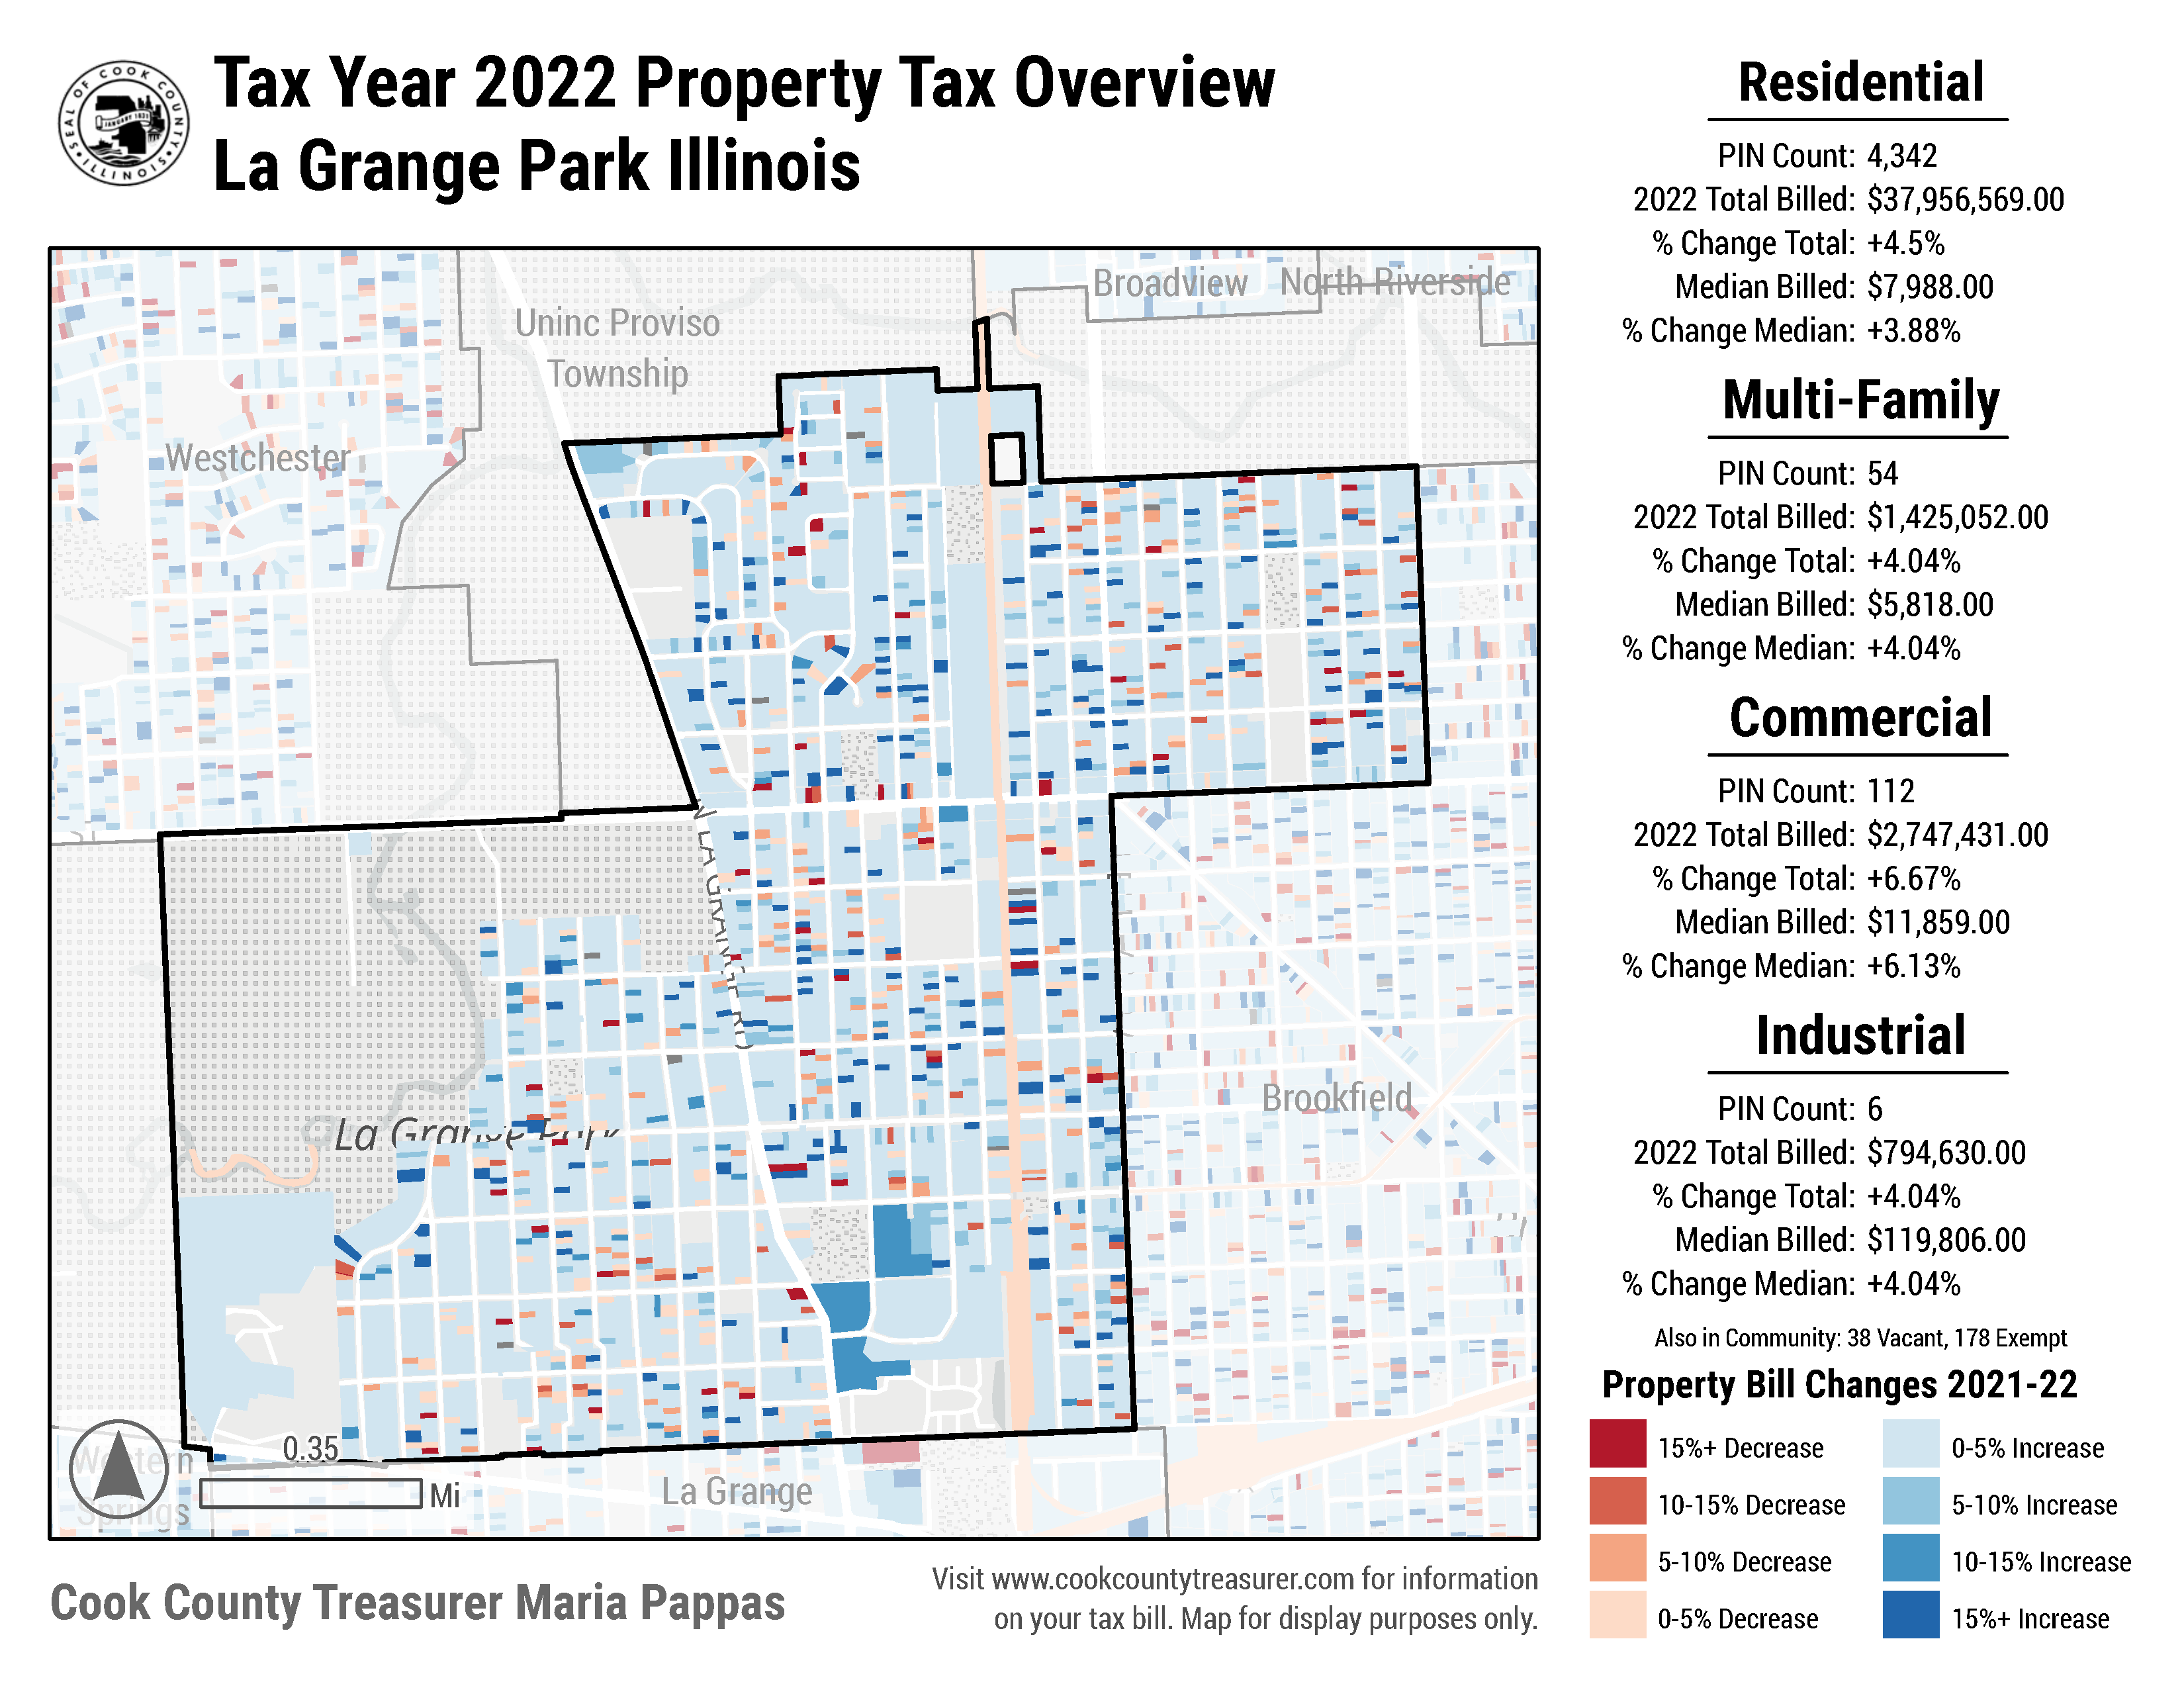 SEAL OF COOK COUNTY
ILLINOIS
JANUARY 1831
Tax Year 2022 Property Tax Overview
La Grange Park Illinois
Broadview
North Riverside
Uninc Proviso
Township
Westchester
N LA GRANGE RD
La Grange Park
Brookfield
Western
Springs
0.35
Mi
La Grange
Cook County Treasurer Maria Pappas
Visit www.cookcountytreasurer.com for information
on your tax bill. Map for display purposes only.
Residential
PIN Count: 4,342
2022 Total Billed: $37,956,569.00
% Change Total: +4.5%
Median Billed: $7,988.00
% Change Median: +3.88%
Multi-Family
PIN Count: 54
2022 Total Billed: $1,425,052.00
% Change Total: +4.04%
Median Billed: $5,818.00
% Change Median: +4.04%
Commercial
PIN Count: 112
2022 Total Billed: $2,747,431.00
% Change Total: +6.67%
Median Billed: $11,859.00
% Change Median: +6.13%
Industrial
PIN Count: 6
2022 Total Billed: $794,630.00
% Change Total: +4.04%
Median Billed: $119,806.00
% Change Median: +4.04%
Also in Community: 38 Vacant, 178 Exempt
Property Bill Changes 2021-22
15%+ Decrease
10-15% Decrease
5-10% Decrease
0-5% Decrease
0-5% Increase
5-10% Increase
10-15% Increase
15%+ Increase